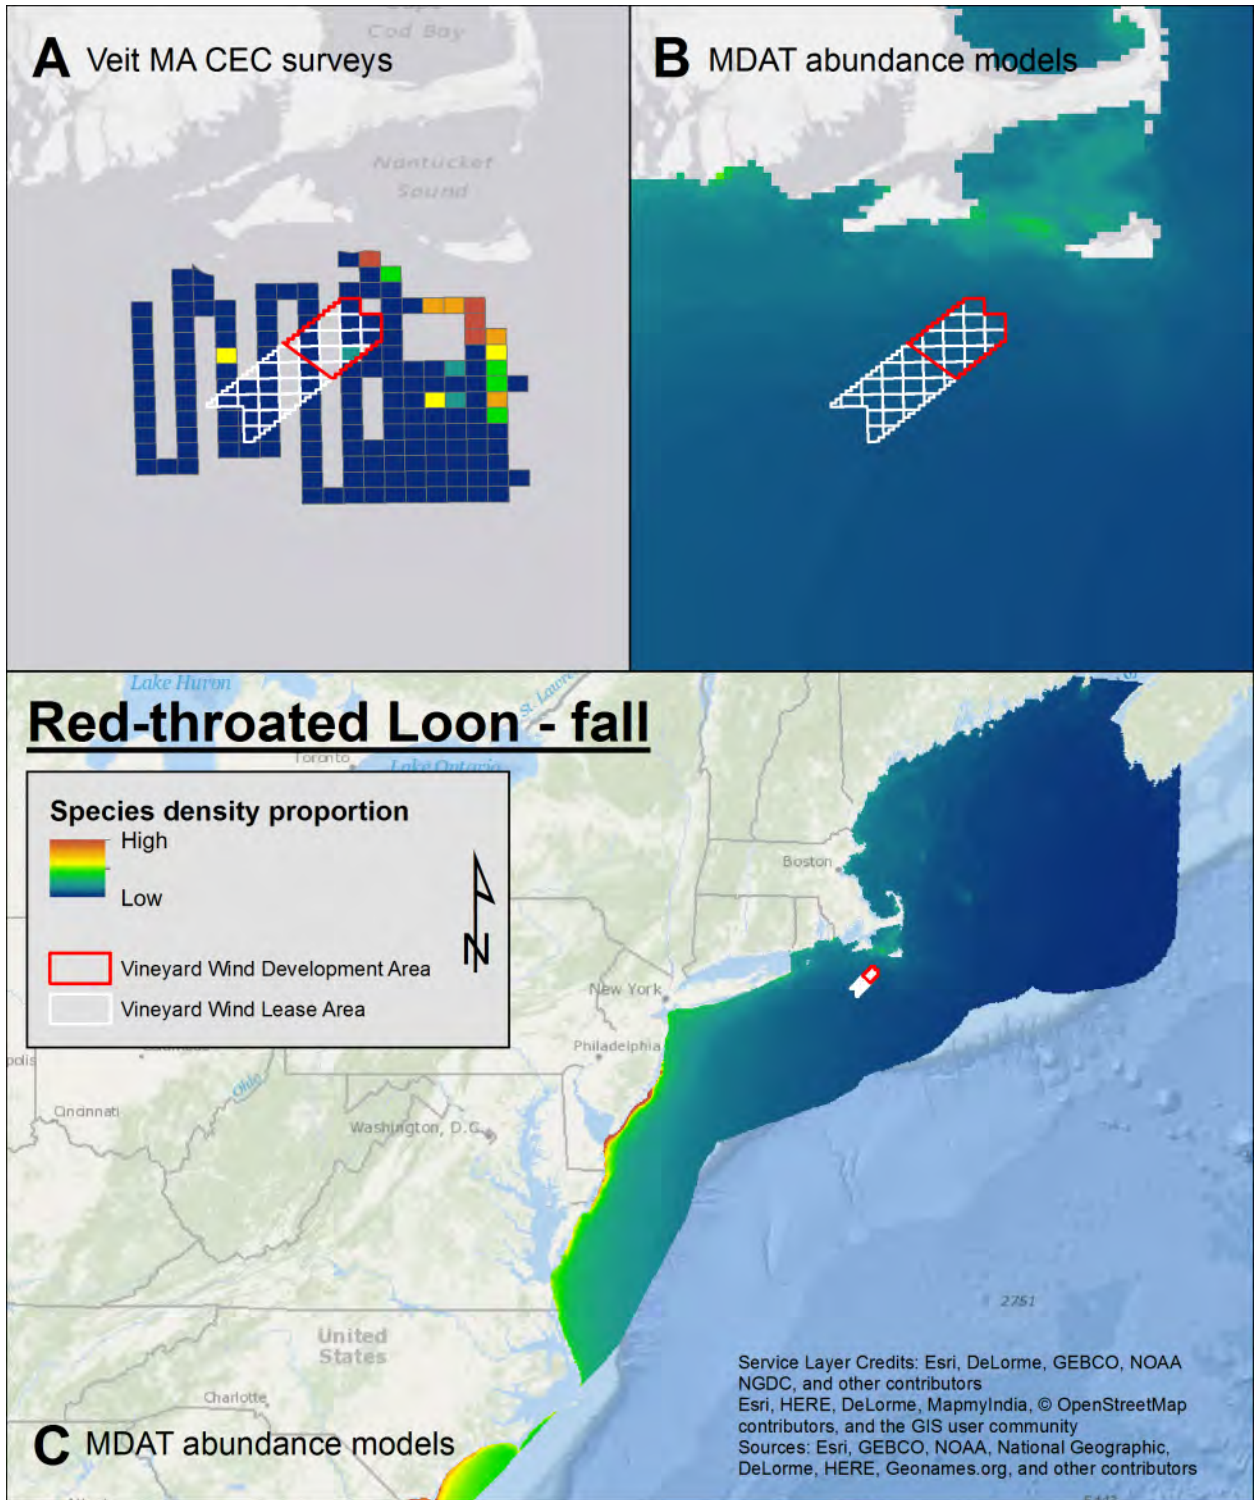 A Veit MA CEC surveys
Cod Bay
Nantucket
Sound
B MDAT abundance models
Lake Huron
St. Lawre
Red-throated Loon - fall
Toronto
Lake Ontario
Species density proportion
High
Low
N
Vineyard Wind Development Area
Vineyard Wind Lease Area
Boston
New York
Philadelphia
Ohio
Cincinnati
Washington, D.C.
2751
United
States
Charlotte
Service Layer Credits: Esri, DeLorme, GEBCO, NOAA
NGDC, and other contributors
Esri, HERE, DeLorme, MapmyIndia, © OpenStreetMap
contributors, and the GIS user community
Sources: Esri, GEBCO, NOAA, National Geographic,
DeLorme, HERE, Geonames.org, and other contributors
C MDAT abundance models